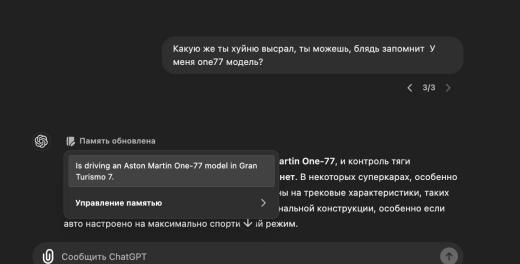 Какую же ты хуйню высрал, ты можешь, блядь запомнит У
меня one77 модель?
3/3
Память обновлена
Is driving an Aston Martin One-77 model in Gran
Turismo 7.
Управление памятью
artin One-77, и контроль тяги
нет. В некоторых суперкарах, особенно
ны на трековые характеристики, таких
нальной конструкции, особенно если
авто настроено на максимально спорти ый режим.
Сообщить ChatGPT